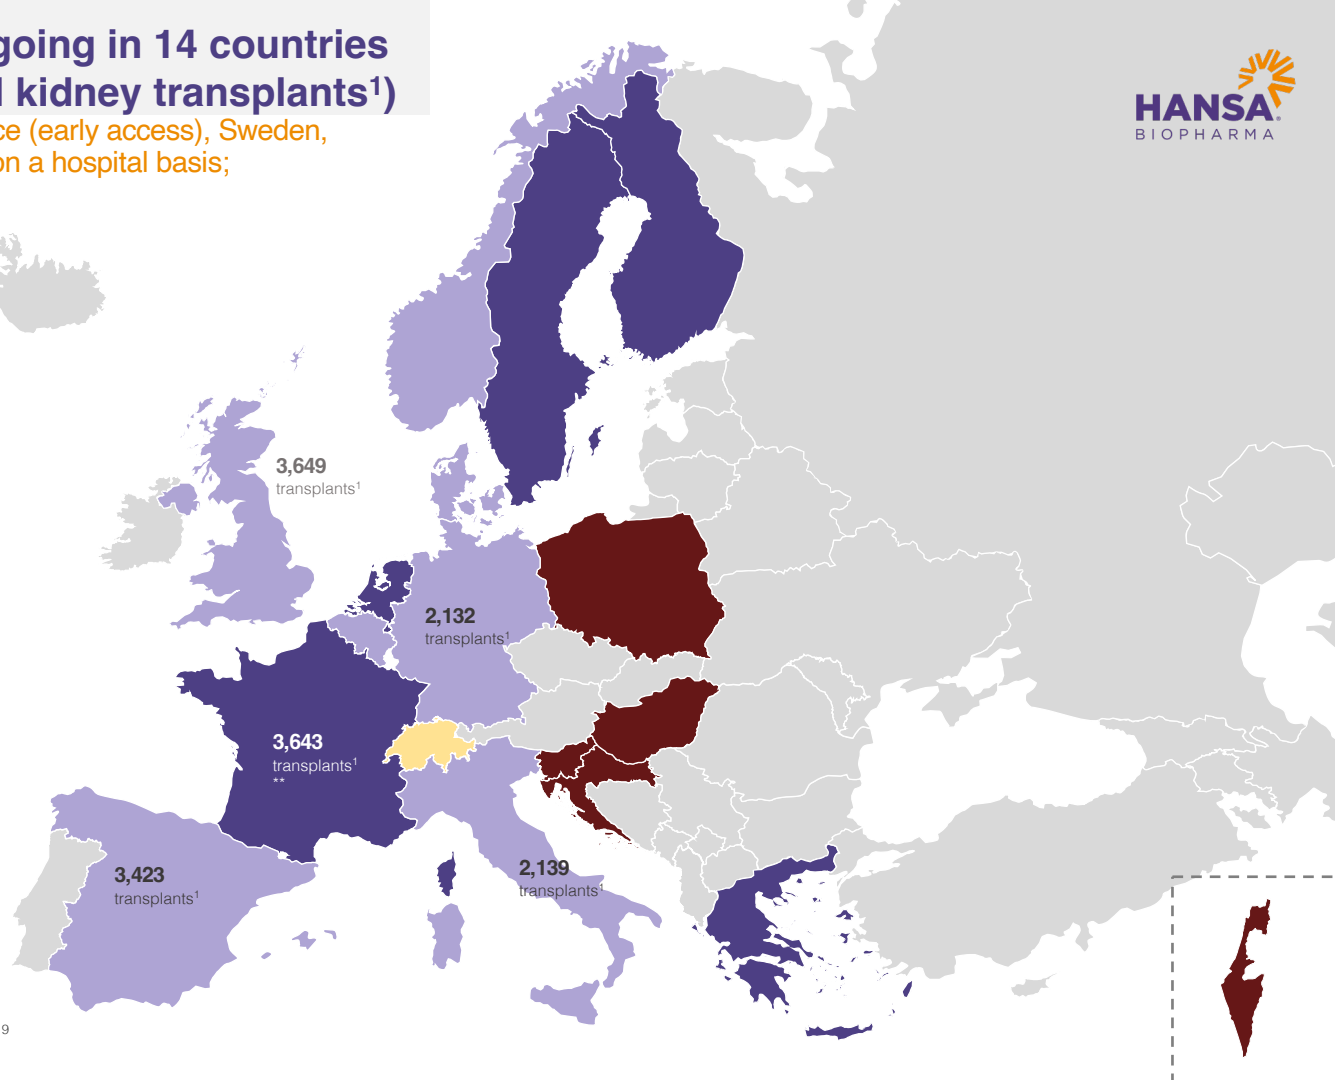 going in 14 countries
kidney transplants¹)
ce (early access), Sweden,
on a hospital basis;
HANSA
BIOPHARMA
3,649
transplants¹
2,132
transplants¹
3,643
transplants¹
**
3,423
transplants¹
2,139
transplants¹
9